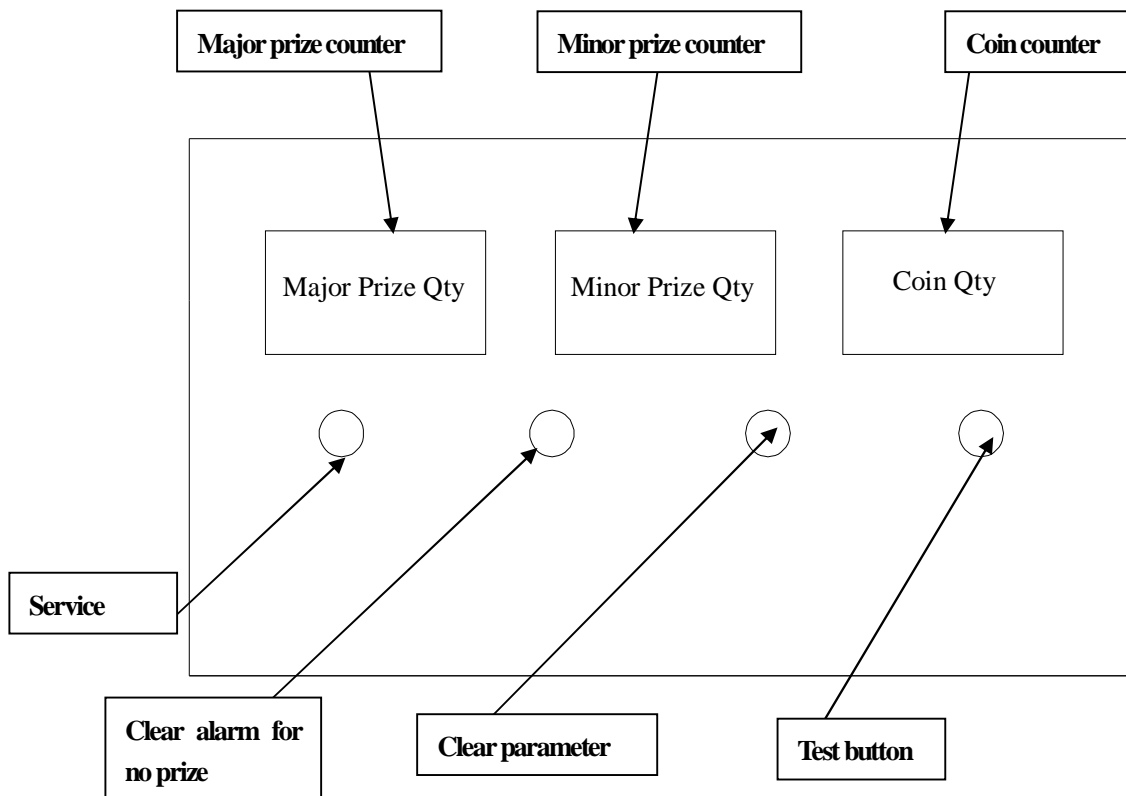 Major prize counter
Minor prize counter
Coin counter
Major Prize Qty
Minor Prize Qty
Coin Qty
Service
Clear alarm for
no prize
Clear parameter
Test button